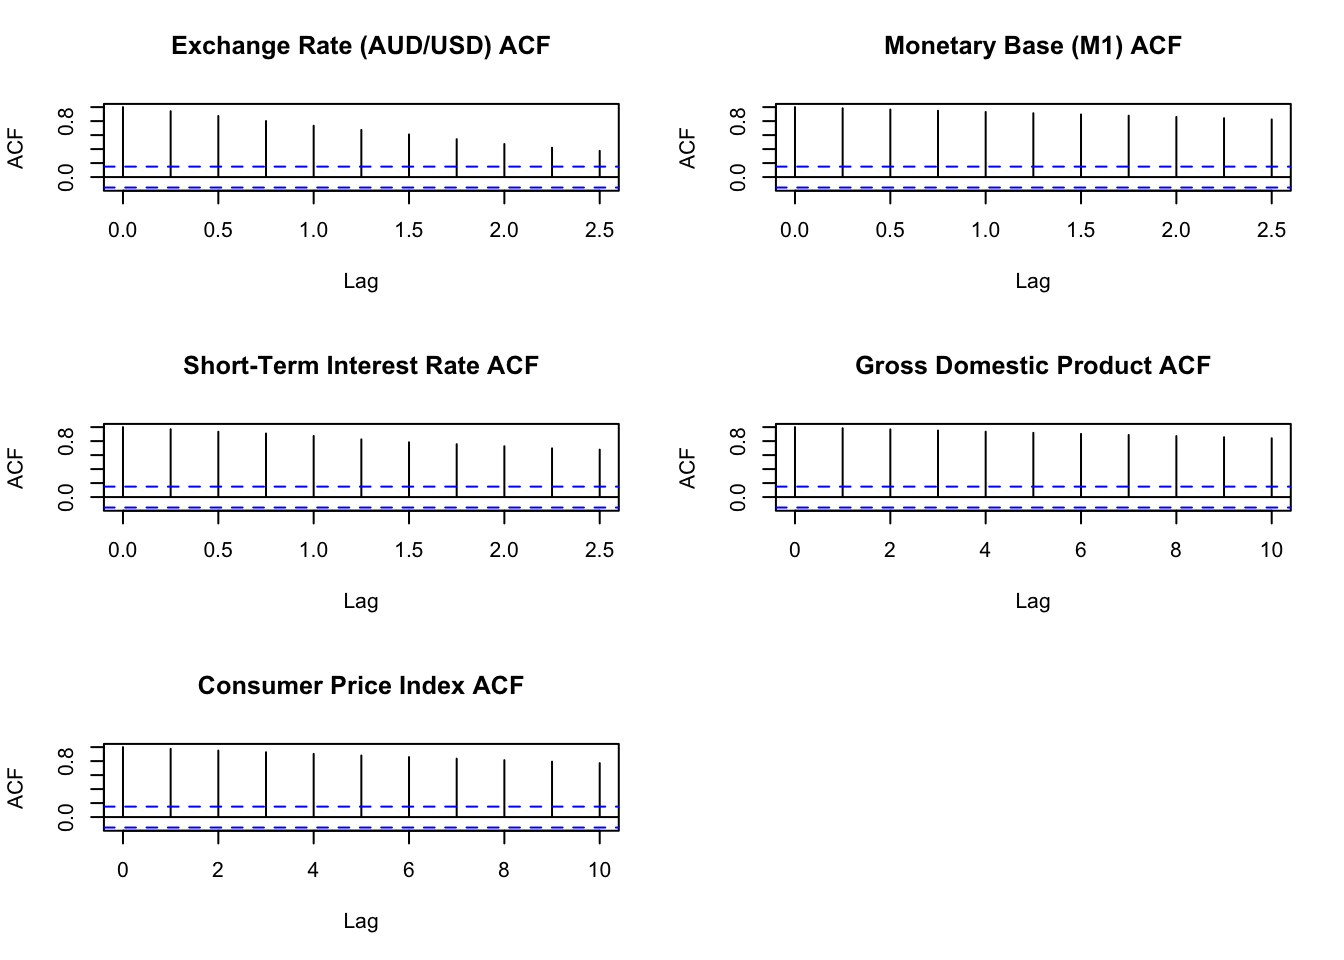 Exchange Rate (AUD/USD) ACF
ACF
0.8
0.0
0.0 0.5 1.0 1.5 2.0 2.5
Lag
Monetary Base (M1) ACF
ACF
0.8
0.0
0.0 0.5 1.0 1.5 2.0 2.5
Lag
Short-Term Interest Rate ACF
ACF
0.8
0.0
0.0 0.5 1.0 1.5 2.0 2.5
Lag
Gross Domestic Product ACF
ACF
0.8
0.0
0 2 4 6 8 10
Lag
Consumer Price Index ACF
ACF
0.8
0.0
0 2 4 6 8 10
Lag